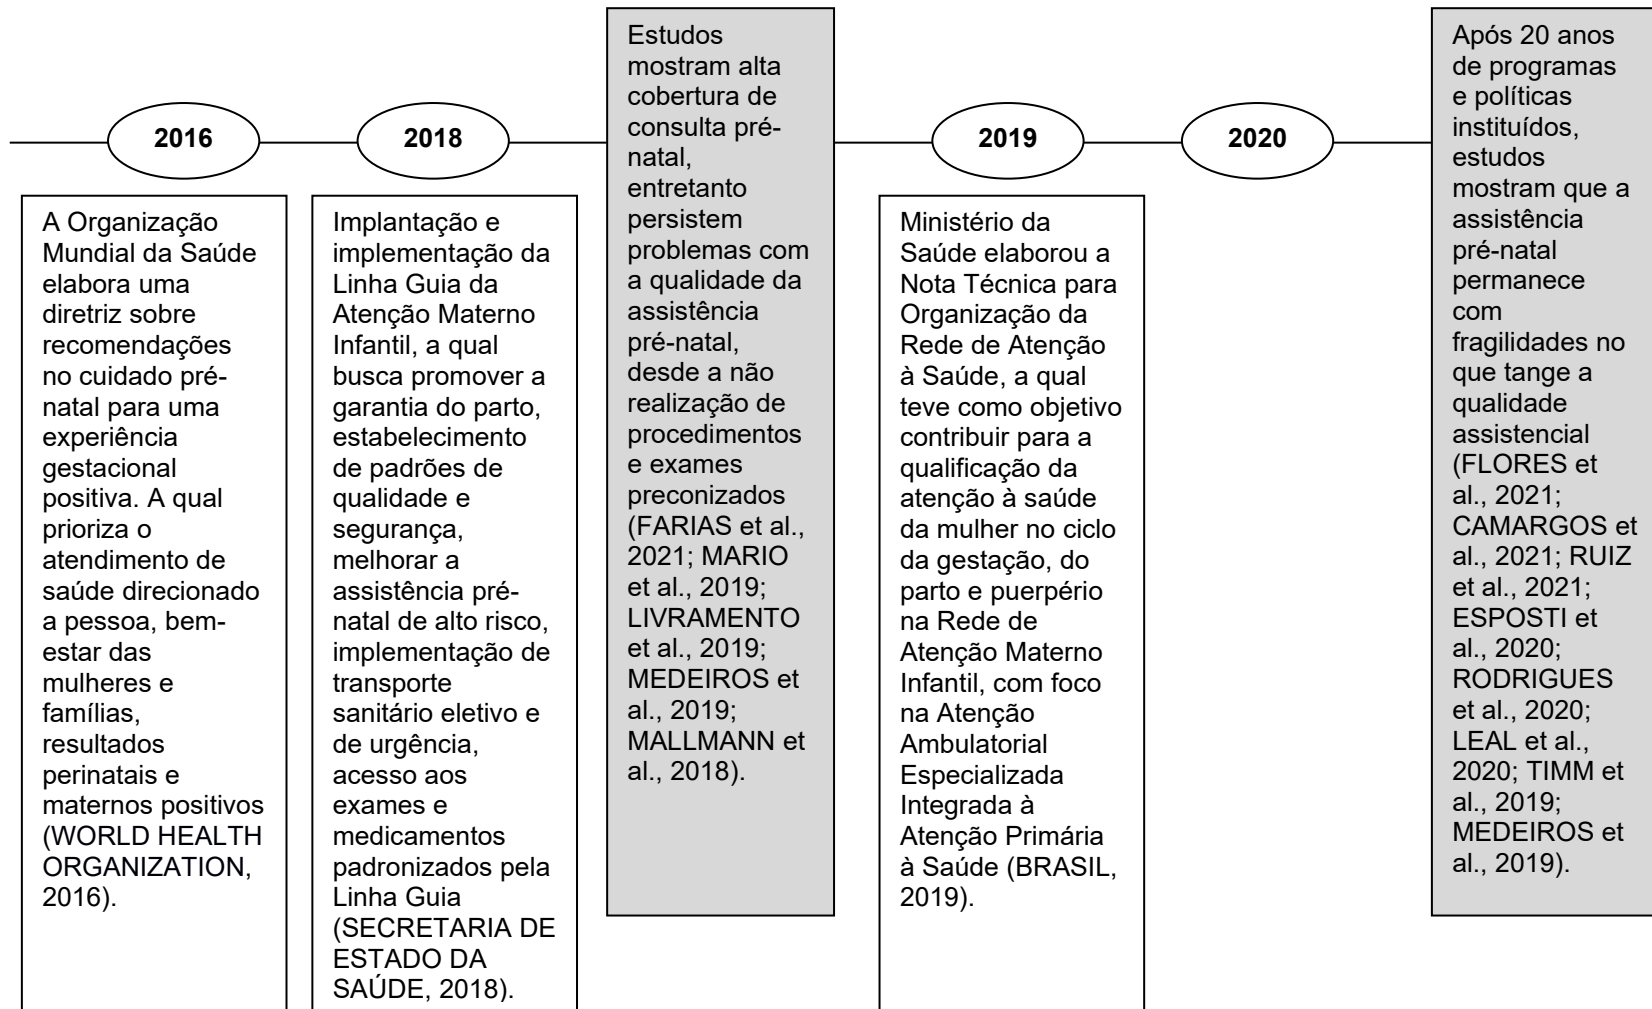 2016
A Organização
Mundial da Saúde
elabora uma
diretriz sobre
recomendações
no cuidado pré-
natal para uma
experiência
gestacional
positiva. A qual
prioriza o
atendimento de
saúde direcionado
a pessoa, bem-
estar das
mulheres e
famílias,
resultados
perinatais e
maternos positivos
(WORLD HEALTH
ORGANIZATION,
2016).
2018
Implantação e
implementação da
Linha Guia da
Atenção Materno
Infantil, a qual
busca promover a
garantia do parto,
estabelecimento
de padrões de
qualidade e
segurança,
melhorar a
assistência pré-
natal de alto risco,
implementação de
transporte
sanitário eletivo e
de urgência,
acesso aos
exames e
medicamentos
padronizados pela
Linha Guia
(SECRETARIA DE
ESTADO DA
SAÚDE, 2018).
Estudos
mostram alta
cobertura de
consulta pré-
natal,
entretanto
persistem
problemas com
a qualidade da
assistência
pré-natal,
desde a não
realização de
procedimentos
e exames
preconizados
(FARIAS et al.,
2021; MARIO
et al., 2019;
LIVRAMENTO
et al., 2019;
MEDEIROS et
al., 2019;
MALLMANN et
al., 2018).
2019
Ministério da
Saúde elaborou a
Nota Técnica para
Organização da
Rede de Atenção
à Saúde, a qual
teve como objetivo
contribuir para a
qualificação da
atenção à saúde
da mulher no ciclo
da gestação, do
parto e puerpério
na Rede de
Atenção Materno
Infantil, com foco
na Atenção
Ambulatorial
Especializada
Integrada à
Atenção Primária
à Saúde (BRASIL,
2019).
2020
Após 20 anos
de programas
e políticas
instituídos,
estudos
mostram que a
assistência
pré-natal
permanece
com
fragilidades no
que tange a
qualidade
assistencial
(FLORES et
al., 2021;
CAMARGOS et
al., 2021; RUIZ
et al., 2021;
ESPOSTI et
al., 2020;
RODRIGUES
et al., 2020;
LEAL et al.,
2020; TIMM et
al., 2019;
MEDEIROS et
al., 2019).